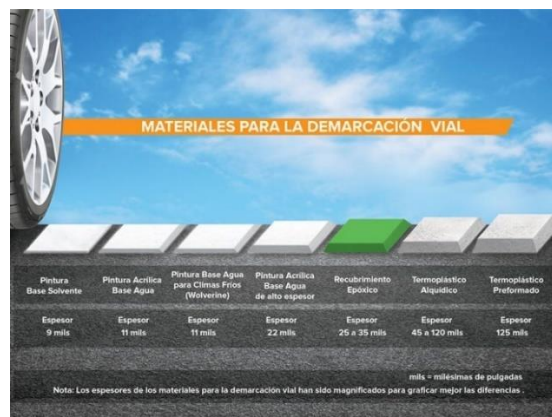 MATERIALES PARA LA DEMARCACIÓN VIAL
Pintura
Base Solvente
Espesor
9 mils
Pintura Acrílica
Base Agua
Espesor
11 mils
Pintura Base Agua
para Climas Fríos
(Wolverine)
Espesor
11 mils
Pintura Acrílica
Base Agua
de alto espesor
Espesor
22 mils
Recubrimiento
Epóxico
Espesor
25 a 35 mils
Termoplástico
Alquídico
Espesor
45 a 120 mils
Termoplástico
Preformado
Espesor
125 mils
mils = milésimas de pulgadas
Nota: Los espesores de los materiales para la demarcación vial han sido magnificados para graficar mejor las diferencias .